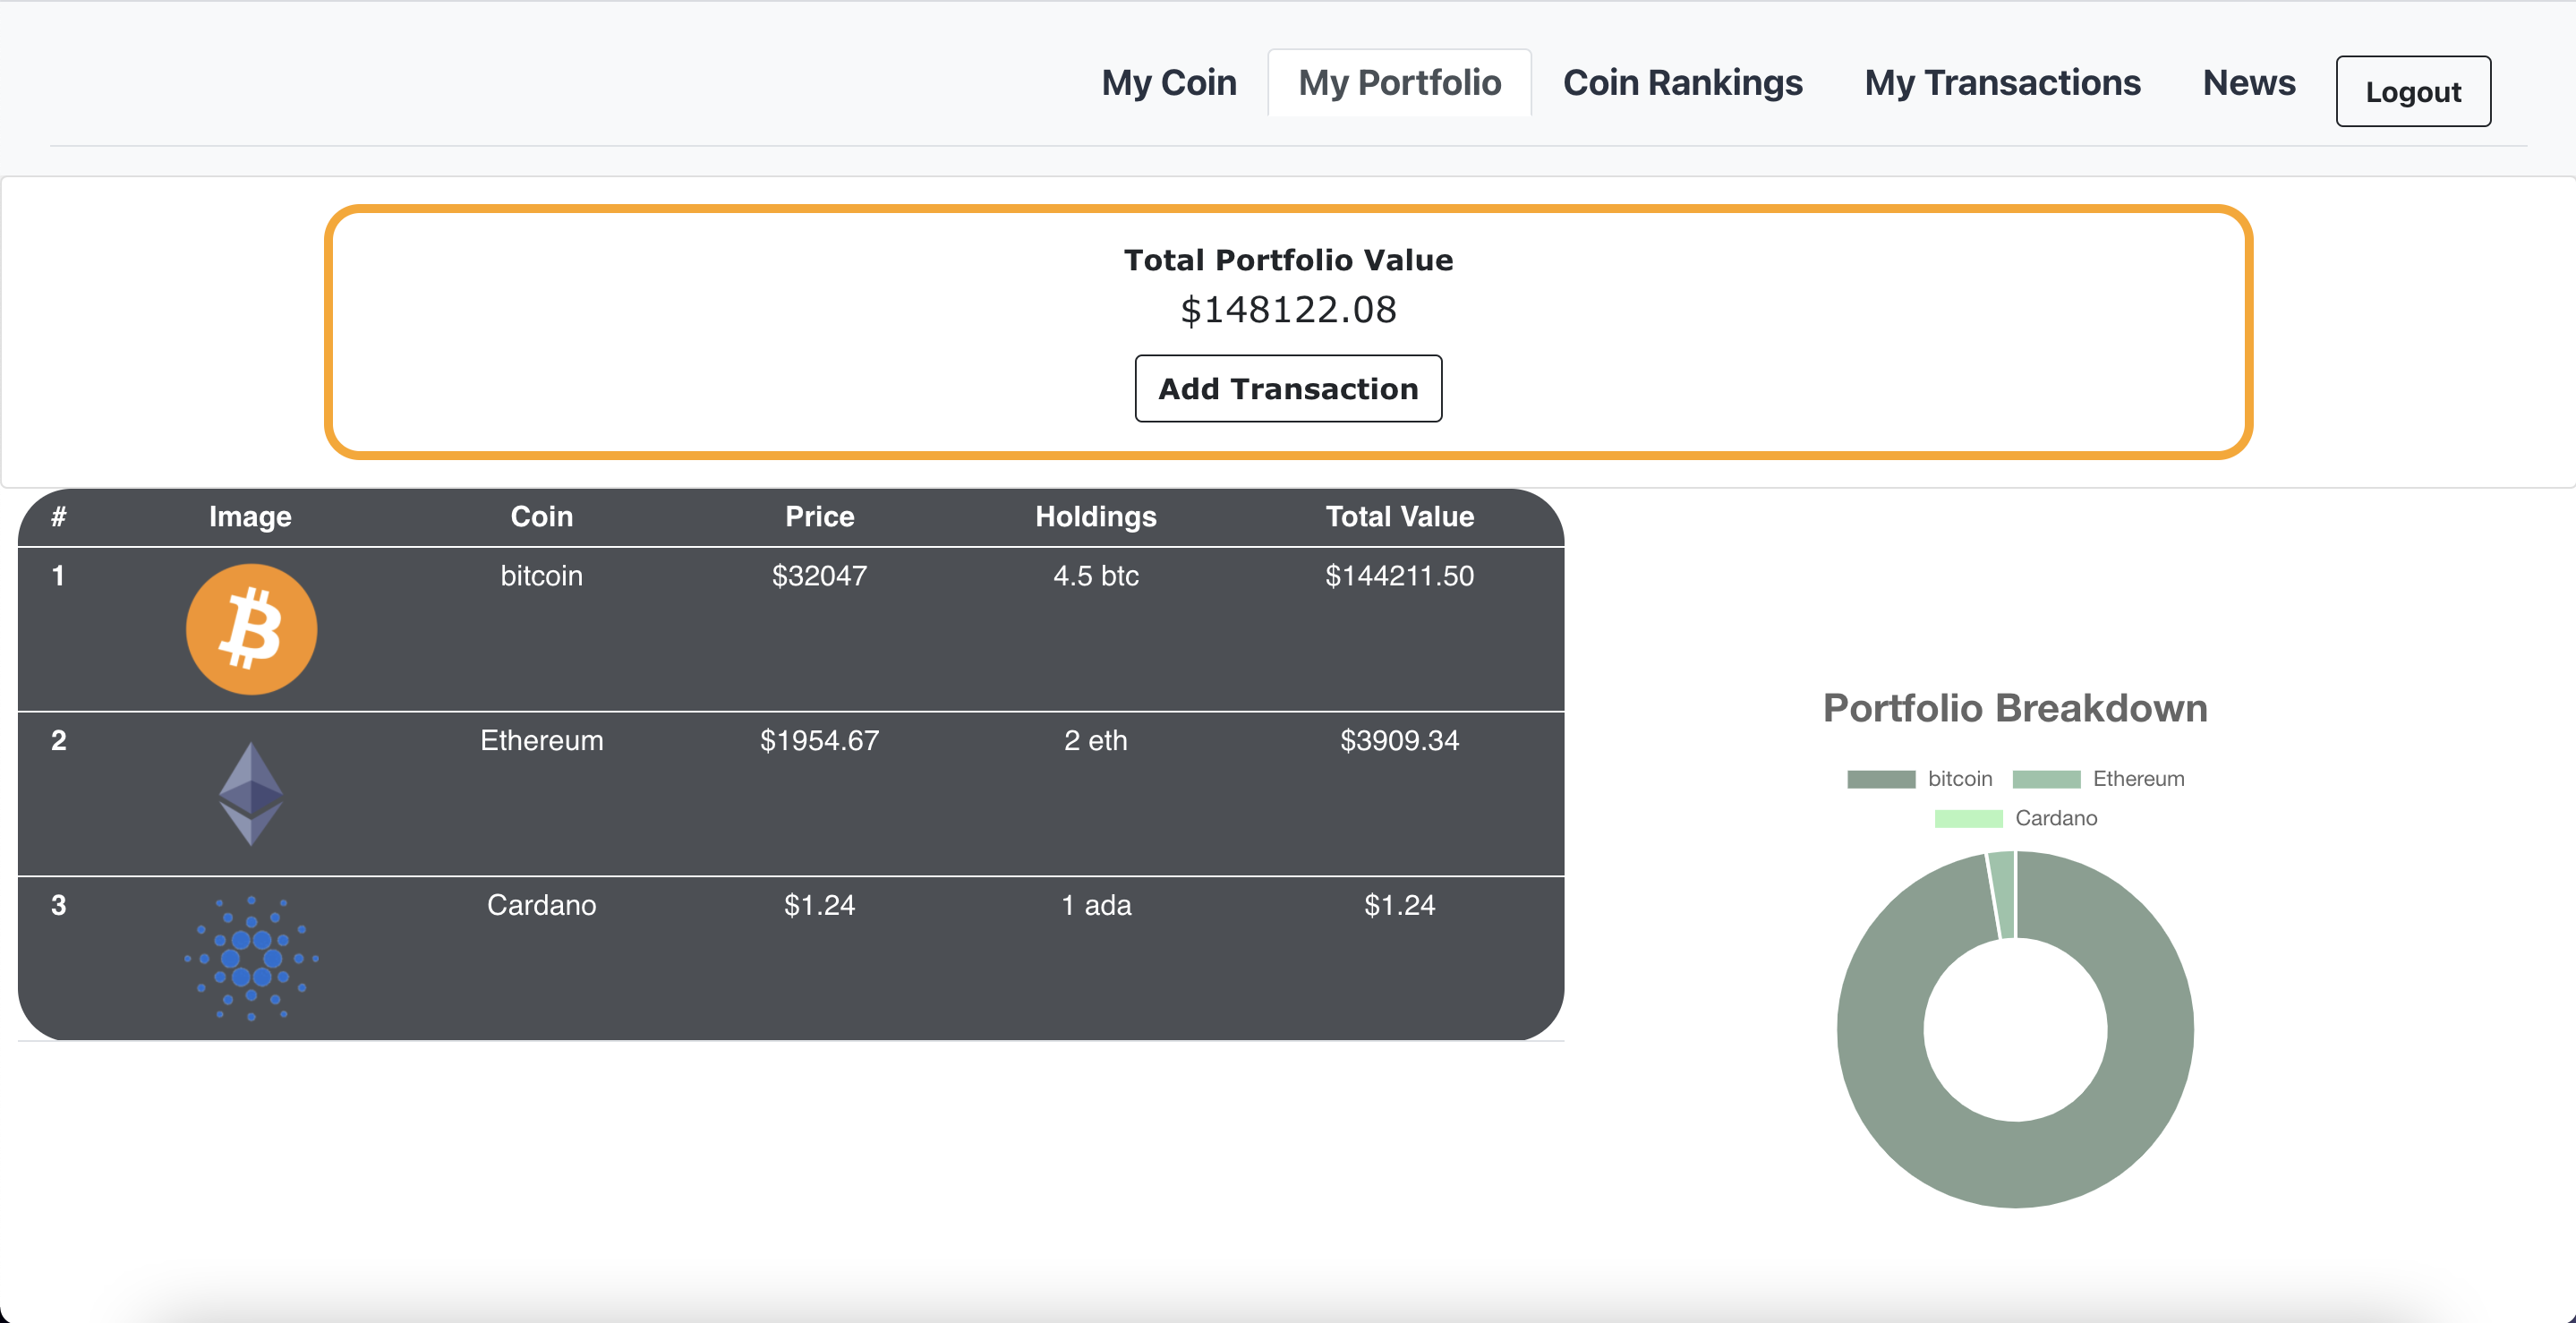 My Coin My Portfolio Coin Rankings My Transactions News Logout
Total Portfolio Value
$148122.08
Add Transaction
# Image Coin Price Holdings Total Value
1 bitcoin $32047 4.5 btc $144211.50
2 Ethereum $1954.67 2 eth $3909.34
3 Cardano $1.24 1 ada $1.24
Portfolio Breakdown
bitcoin Ethereum
Cardano